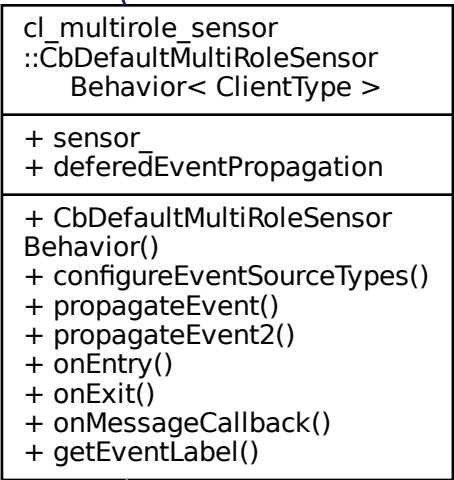 cl_multirole_sensor
::CbDefaultMultiRoleSensor
Behavior< ClientType >
+ sensor_
+ deferedEventPropagation
+ CbDefaultMultiRoleSensor
Behavior()
+ configureEventSourceTypes()
+ propagateEvent()
+ propagateEvent2()
+ onEntry()
+ onExit()
+ onMessageCallback()
+ getEventLabel()